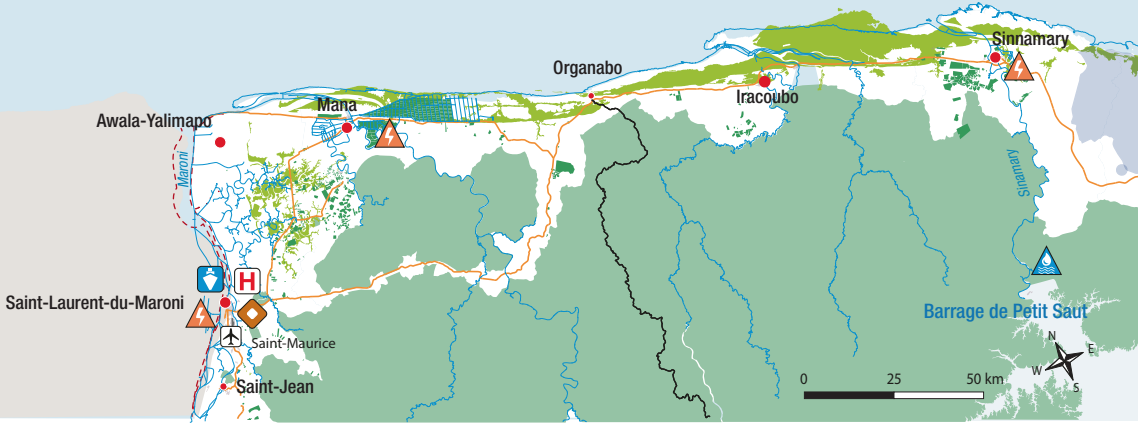 Sinnamary
Organabo
Iracoubo
Mana
Awala-Yalimapo
Maroni
Sinamary
H
Saint-Laurent-du-Maroni
Barrage de Petit Saut
Saint-Maurice
Saint-Jean
N
E
W
S
0 25 50 km